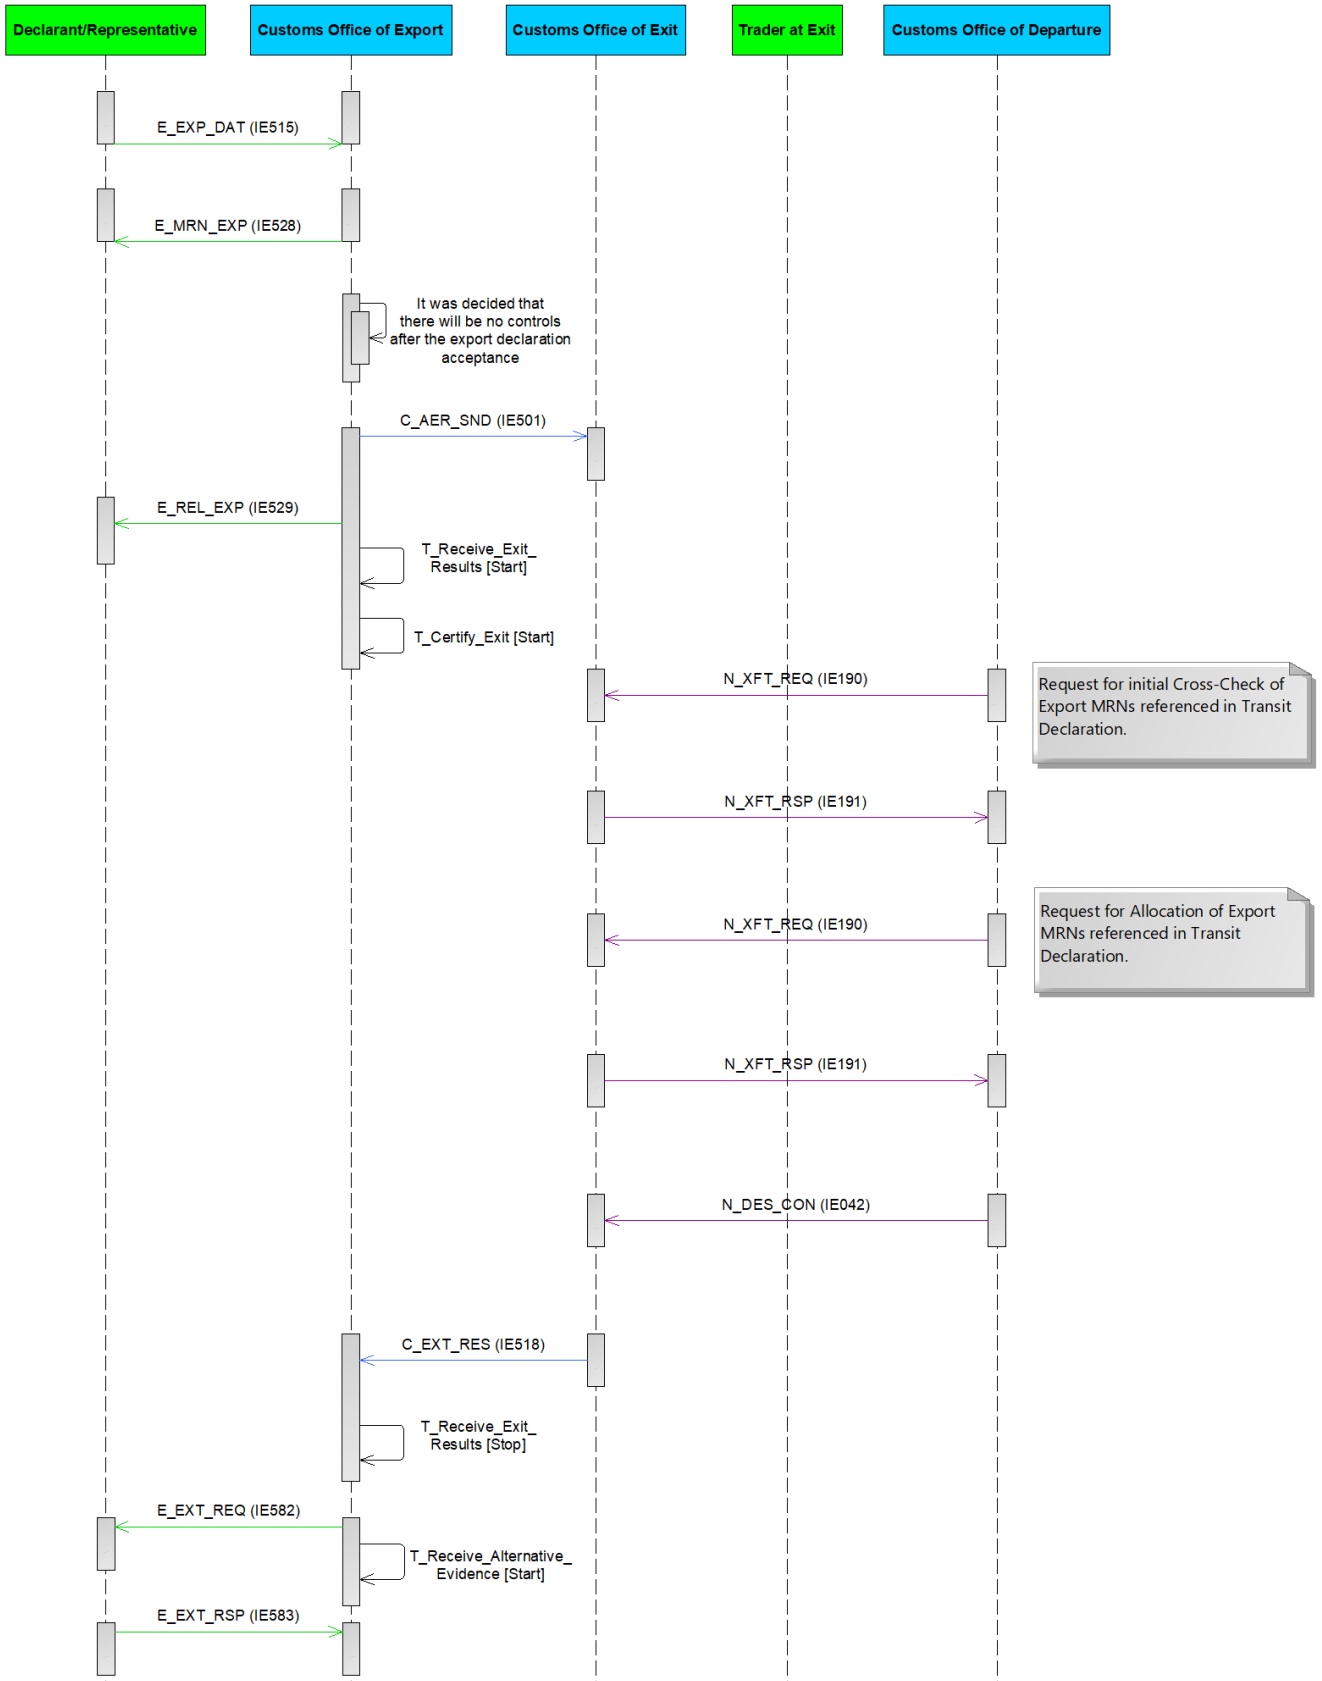 Declarant/Representative
Customs Office of Export
Customs Office of Exit
Trader at Exit
Customs Office of Departure
E_EXP_DAT (IE515)
E_MRN_EXP (IE528)
It was decided that
there will be no controls
after the export declaration
acceptance
C_AER_SND (IE501)
E_REL_EXP (IE529)
T_Receive_Exit_
Results [Start]
T_Certify_Exit [Start]
N_XFT_REQ (IE190)
Request for initial Cross-Check of
Export MRNs referenced in Transit
Declaration.
N_XFT_RSP (IE191)
N_XFT_REQ (IE190)
Request for Allocation of Export
MRNs referenced in Transit
Declaration.
N_XFT_RSP (IE191)
N_DES_CON (IE042)
C_EXT_RES (IE518)
T_Receive_Exit_
Results [Stop]
E_EXT_REQ (IE582)
T_Receive_Alternative_
Evidence [Start]
E_EXT_RSP (IE583)